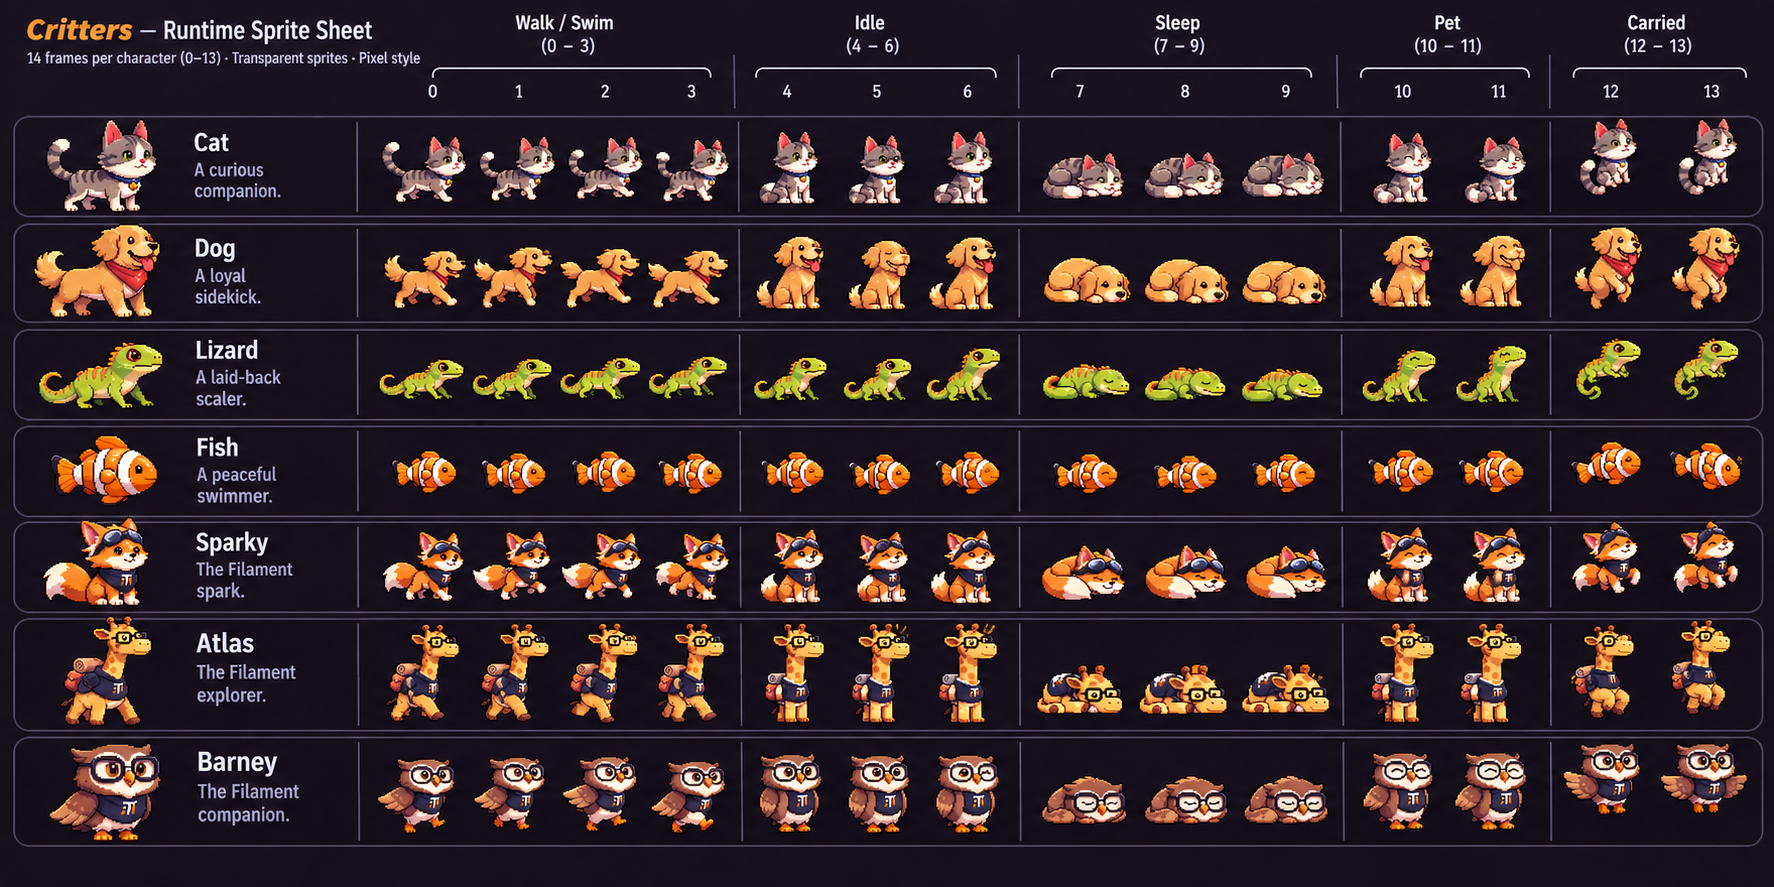 Critters — Runtime Sprite Sheet
14 frames per character (0–13) · Transparent sprites · Pixel style
Walk / Swim
(0 – 3)
Idle
(4 – 6)
Sleep
(7 – 9)
Pet
(10 – 11)
Carried
(12 – 13)
0 1 2 3 4 5 6 7 8 9 10 11 12 13
Cat
A curious
companion.
Dog
A loyal
sidekick.
Lizard
A laid-back
scaler.
Fish
A peaceful
swimmer.
Sparky
The Filament
spark.
Atlas
The Filament
explorer.
Barney
The Filament
companion.